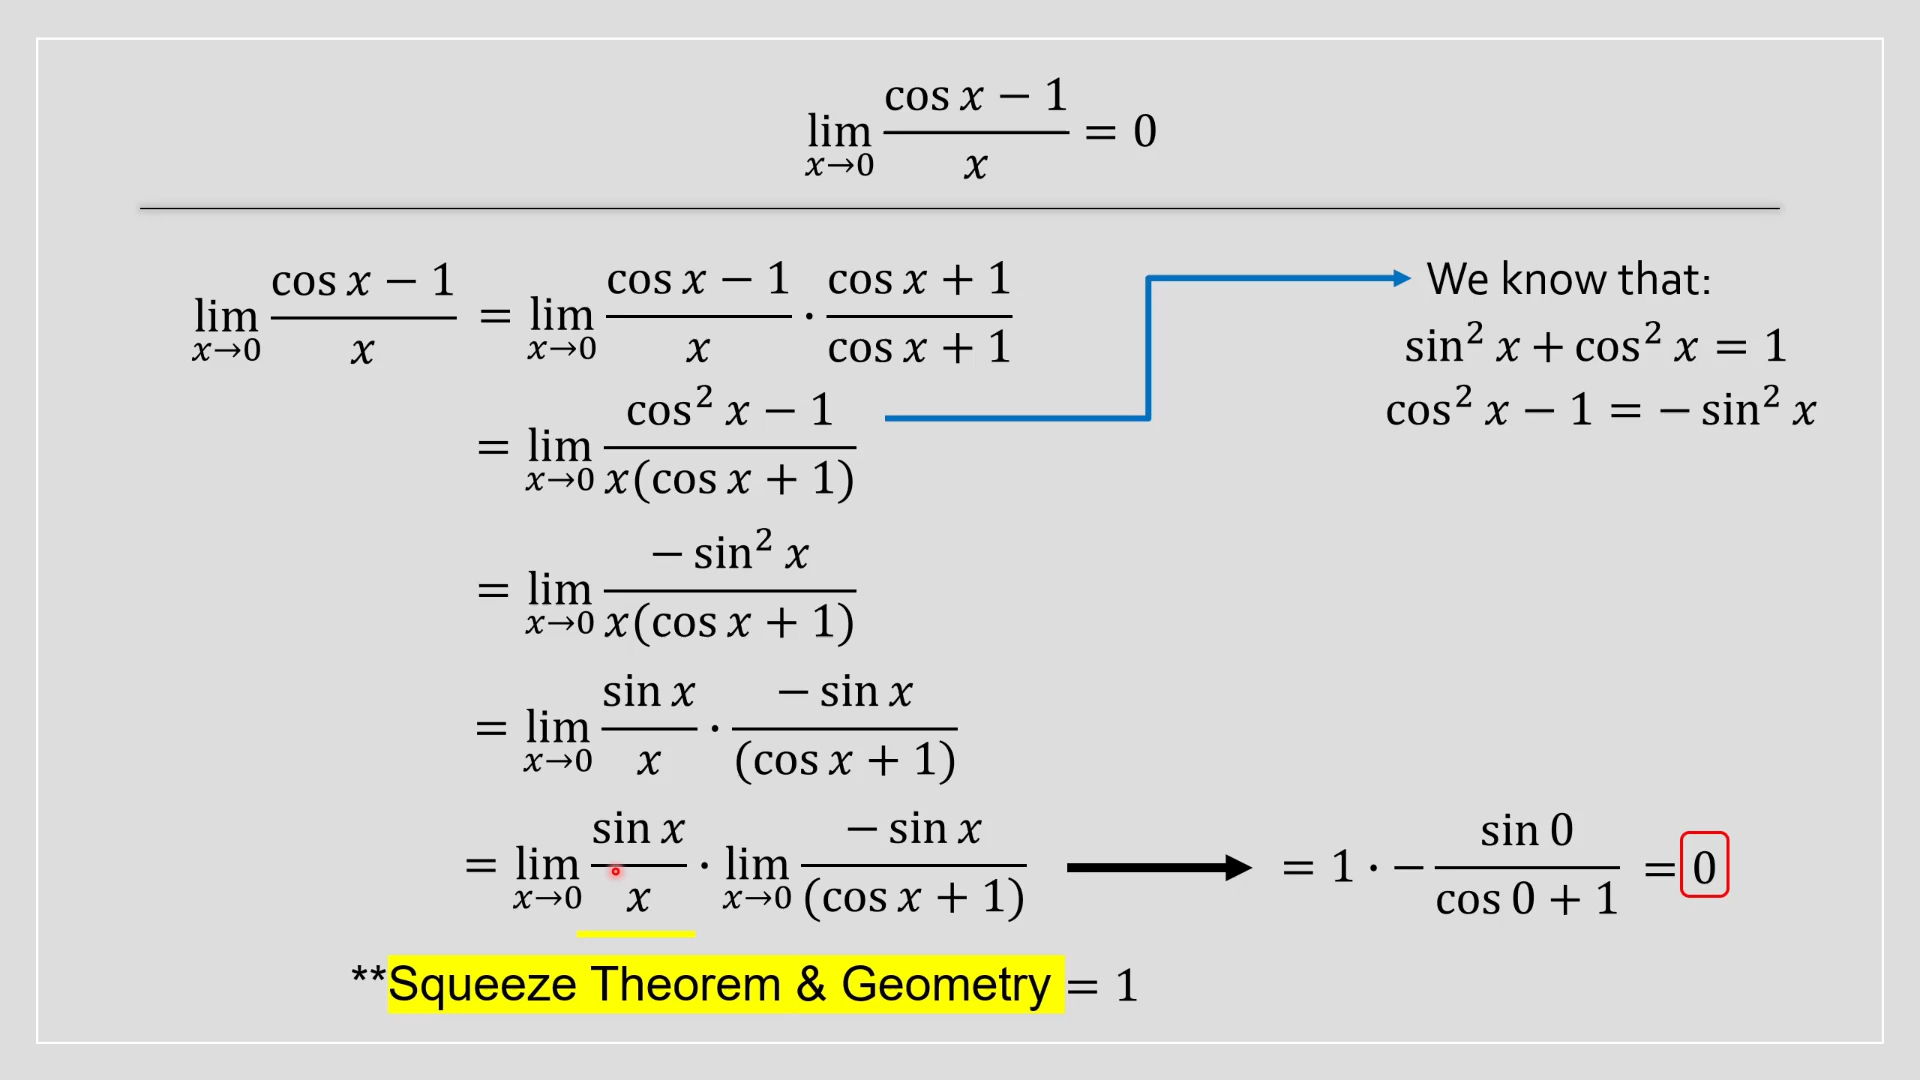 lim x→0 (cos x − 1)/x = 0
lim x→0 (cos x − 1)/x = lim x→0 (cos x − 1)/x · (cos x + 1)/(cos x + 1)
We know that:
sin² x + cos² x = 1
cos² x − 1 = − sin² x
= lim x→0 (cos² x − 1)/(x(cos x + 1))
= lim x→0 (− sin² x)/(x(cos x + 1))
= lim x→0 (sin x)/x · (− sin x)/((cos x + 1))
= lim x→0 (sin x)/x · lim x→0 (− sin x)/((cos x + 1)) → = 1 · − (sin 0)/(cos 0 + 1) = 0
**Squeeze Theorem & Geometry = 1